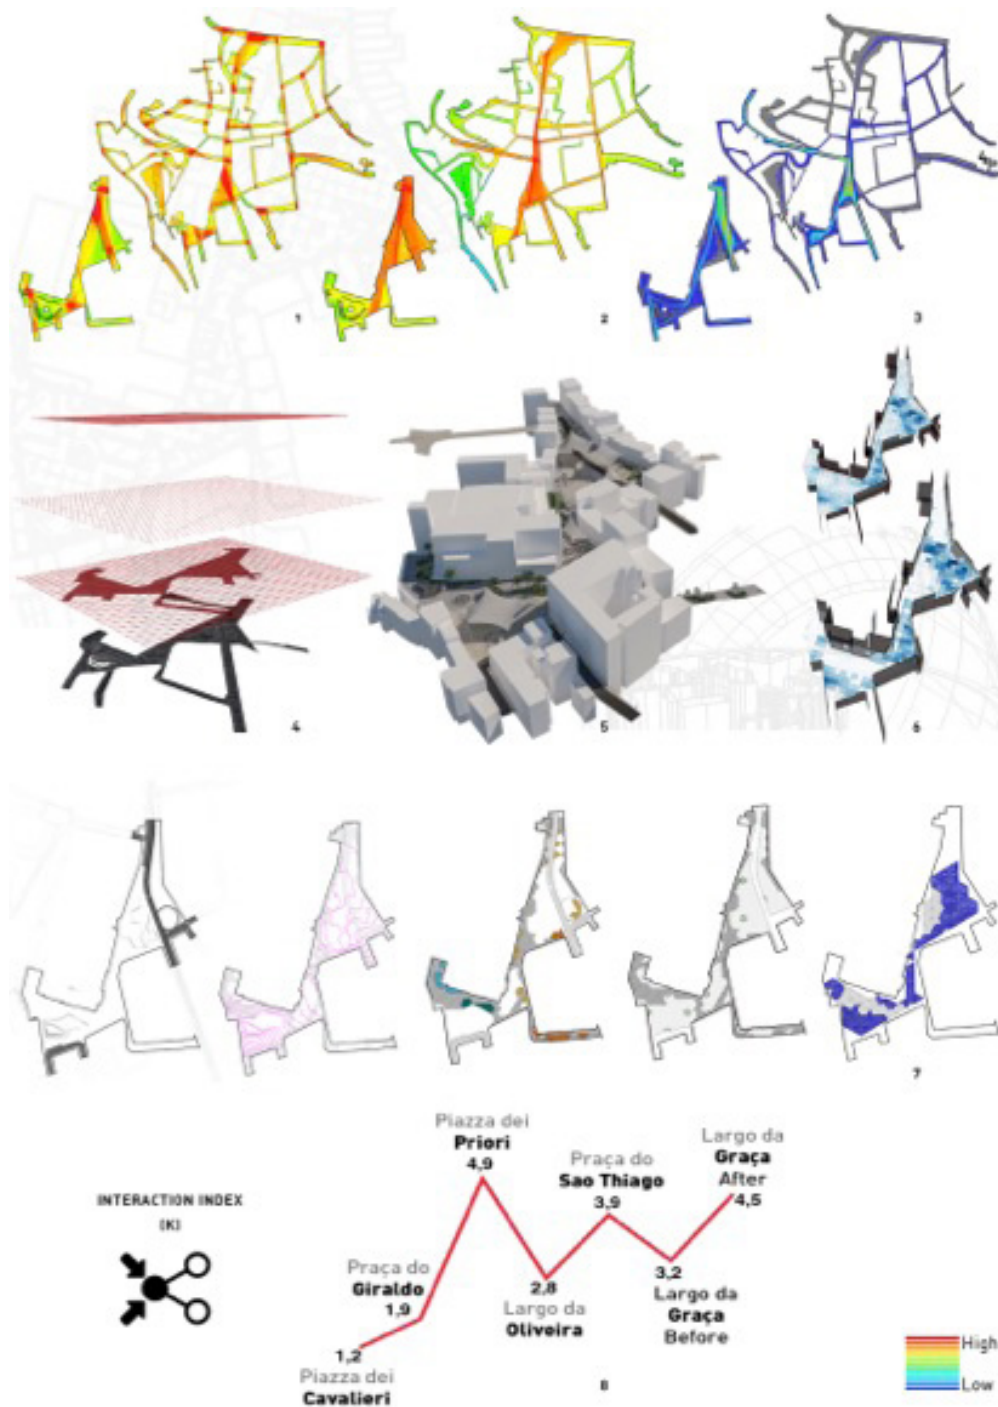 1
2
3
4
5
6
7
Piazza dei
Priori
4,9
Praça do
Sao Thiago
3,9
Largo da
Graça
After
4,5
INTERACTION INDEX
(K)
Praça do
Giraldo
1,9
2,8
Largo da
Oliveira
3,2
Largo da
Graça
Before
1,2
Piazza dei
Cavalieri
8
High
Low